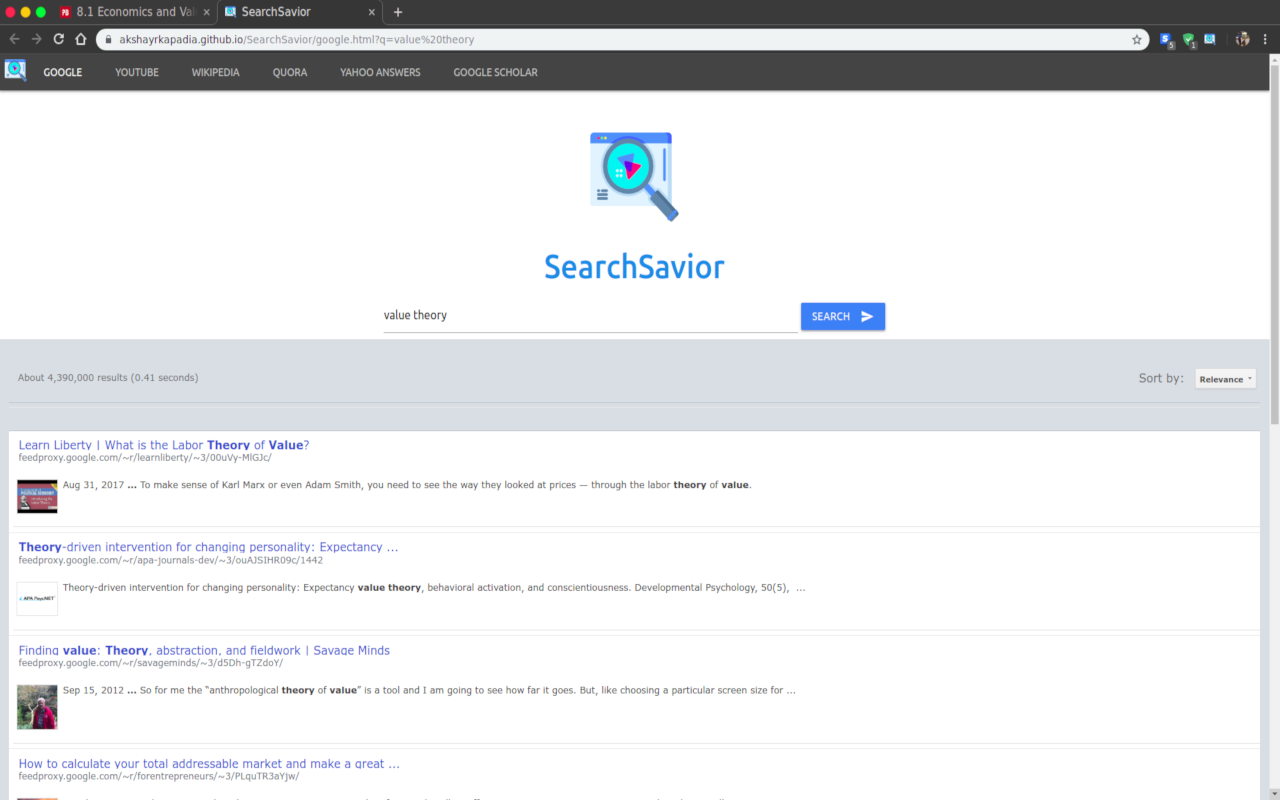 8.1 Economics and Val
SearchSavior
akshayrkapadia.github.io/SearchSavior/google.html?q=value%20theory
5
1
GOOGLE
YOUTUBE
WIKIPEDIA
QUORA
YAHOO ANSWERS
GOOGLE SCHOLAR
SearchSavior
value theory
SEARCH
About 4,390,000 results (0.41 seconds)
Sort by:
Relevance
Learn Liberty | What is the Labor Theory of Value?
feedproxy.google.com/~r/learnliberty/~3/00uVy-MlGJc/
Aug 31, 2017 ... To make sense of Karl Marx or even Adam Smith, you need to see the way they looked at prices — through the labor theory of value.
Theory-driven intervention for changing personality: Expectancy ...
feedproxy.google.com/~r/apa-journals-dev/~3/ouAJSIHR09c/1442
APA PsycNET
Theory-driven intervention for changing personality: Expectancy value theory, behavioral activation, and conscientiousness. Developmental Psychology, 50(5), ...
Finding value: Theory, abstraction, and fieldwork | Savage Minds
feedproxy.google.com/~r/savageminds/~3/d5Dh-gTZdoY/
Sep 15, 2012 ... So for me the “anthropological theory of value” is a tool and I am going to see how far it goes. But, like choosing a particular screen size for ...
How to calculate your total addressable market and make a great ...
feedproxy.google.com/~r/forentrepreneurs/~3/PLquTR3aYjw/